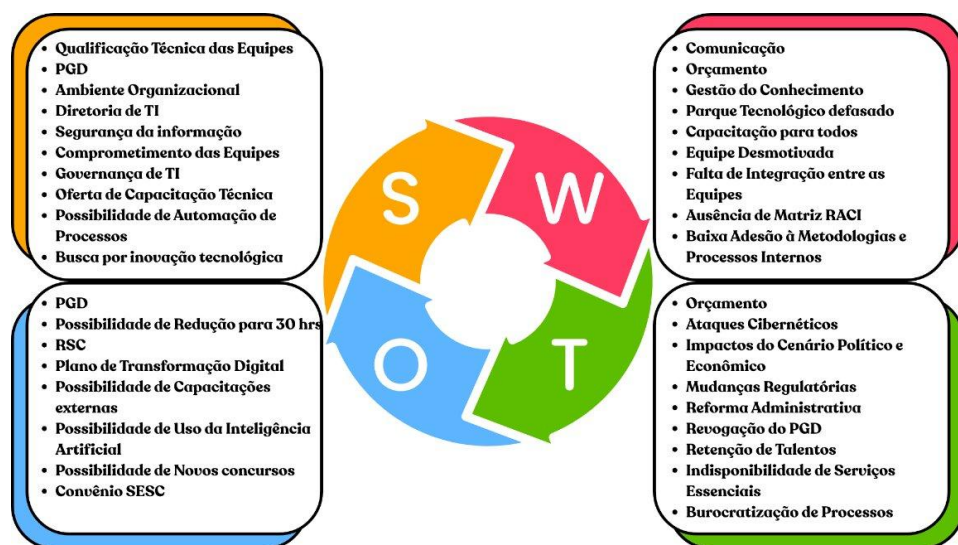 • Qualificação Técnica das Equipes
• PGD
• Ambiente Organizacional
• Diretoria de TI
• Segurança da informação
• Comprometimento das Equipes
• Governança de TI
• Oferta de Capacitação Técnica
• Possibilidade de Automação de
Processos
• Busca por inovação tecnológica
• Comunicação
• Orçamento
• Gestão do Conhecimento
• Parque Tecnológico defasado
• Capacitação para todos
• Equipe Desmotivada
• Falta de Integração entre as
Equipes
• Ausência de Matriz RACI
• Baixa Adesão à Metodologias e
Processos Internos
S
W
O
T
• PGD
• Possibilidade de Redução para 30 hrs
• RSC
• Plano de Transformação Digital
• Possibilidade de Capacitações
externas
• Possibilidade de Uso da Inteligência
Artificial
• Possibilidade de Novos concursos
• Convênio SESC
• Orçamento
• Ataques Cibernéticos
• Impactos do Cenário Político e
Econômico
• Mudanças Regulatórias
• Reforma Administrativa
• Revogação do PGD
• Retenção de Talentos
• Indisponibilidade de Serviços
Essenciais
• Burocratização de Processos